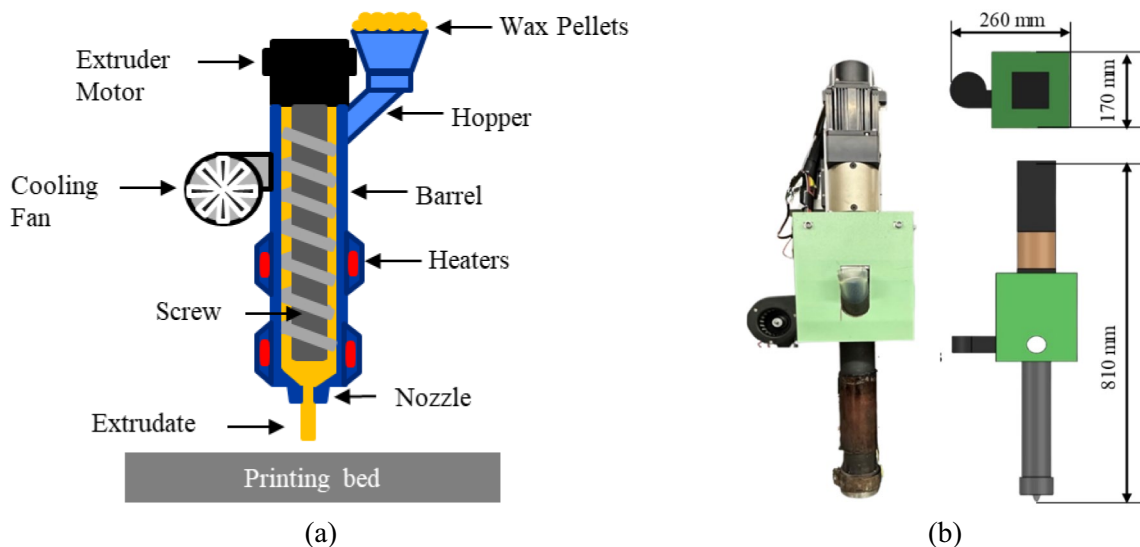 Wax Pellets
Extruder
Motor
Hopper
Cooling
Fan
Barrel
Heaters
Screw
Nozzle
Extrudate
Printing bed
(a)
260 mm
170 mm
810 mm
(b)